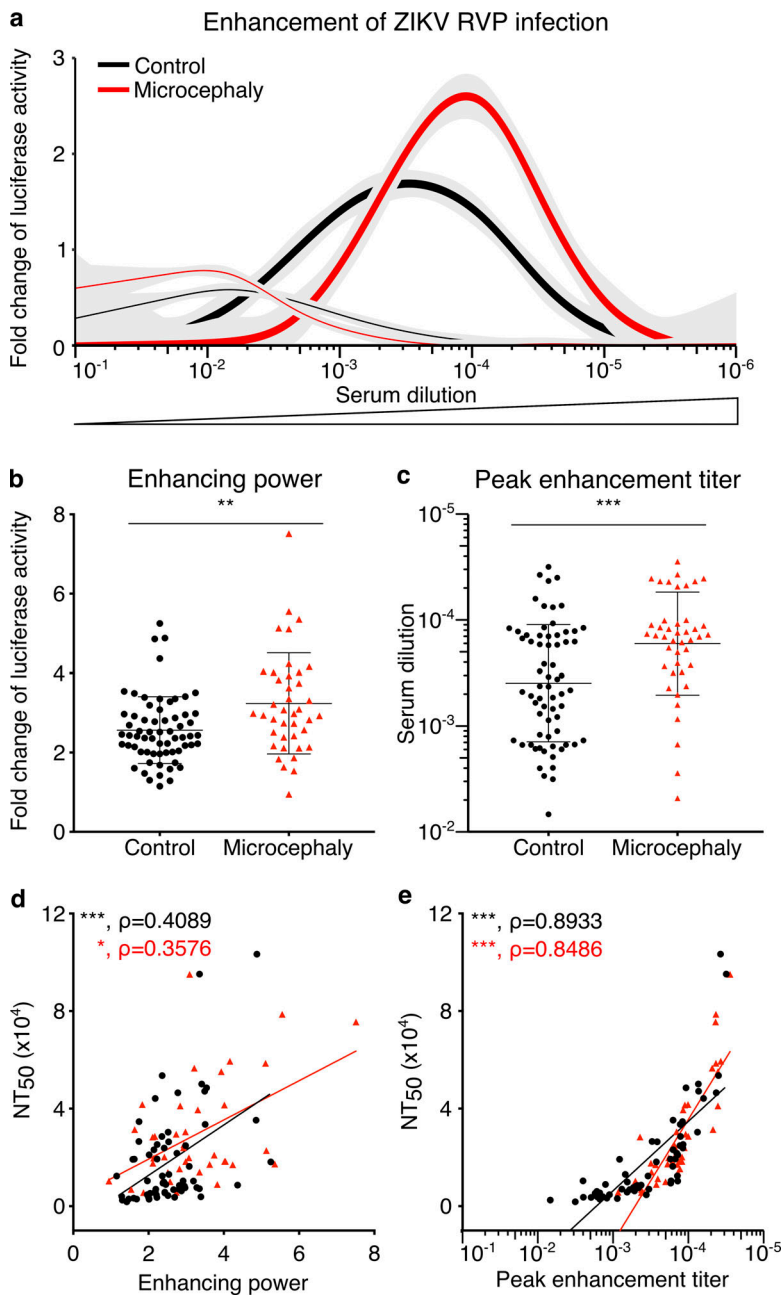 a Enhancement of ZIKV RVP infection
Fold change of luciferase activity
3
2
1
0
Control
Microcephaly
10-1 10-2 10-3 10-4 10-5 10-6
Serum dilution
b Enhancing power
**
Fold change of luciferase activity
8
6
4
2
0
Control Microcephaly
c Peak enhancement titer
***
Serum dilution
10-5
10-4
10-3
10-2
Control Microcephaly
d
***, ρ=0.4089
*, ρ=0.3576
NT50 (x104)
12
8
4
0
0 2 4 6 8
Enhancing power
e
***, ρ=0.8933
***, ρ=0.8486
NT50 (x104)
12
8
4
0
10-1 10-2 10-3 10-4 10-5
Peak enhancement titer